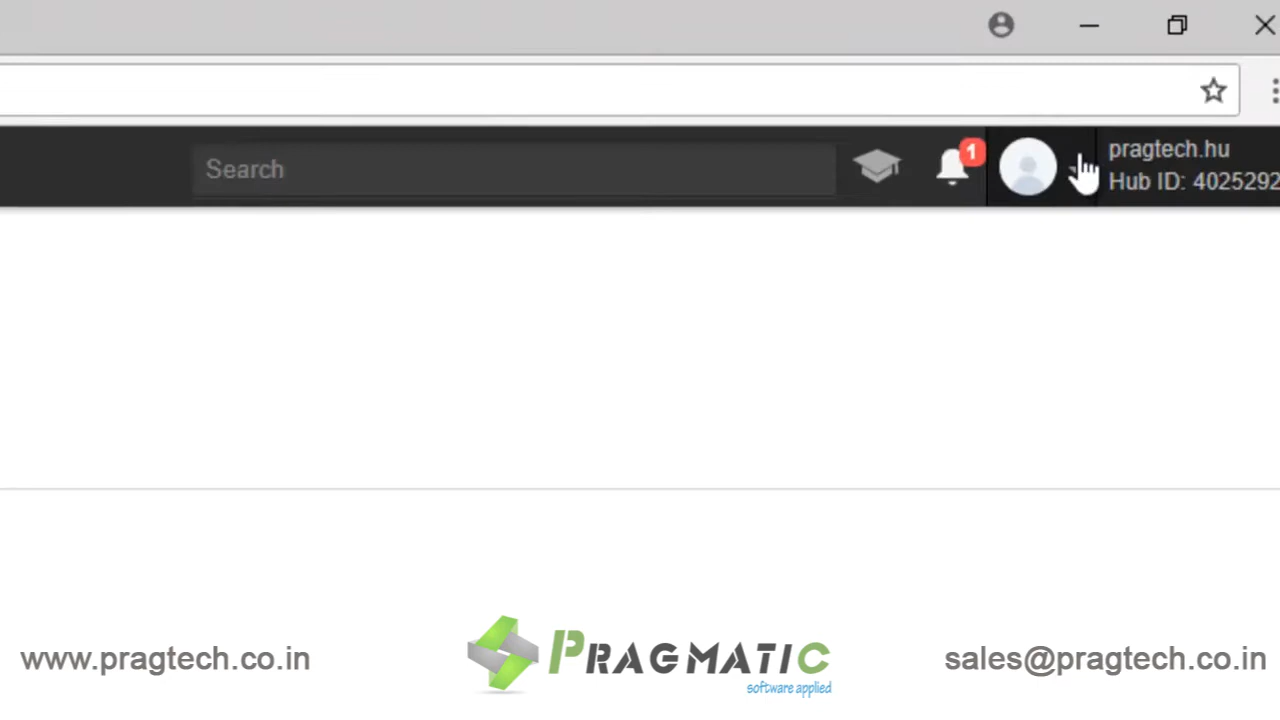 Search
1
pragtech.hu
Hub ID: 4025292
www.pragtech.co.in
PRAGMATIC
software applied
sales@pragtech.co.in